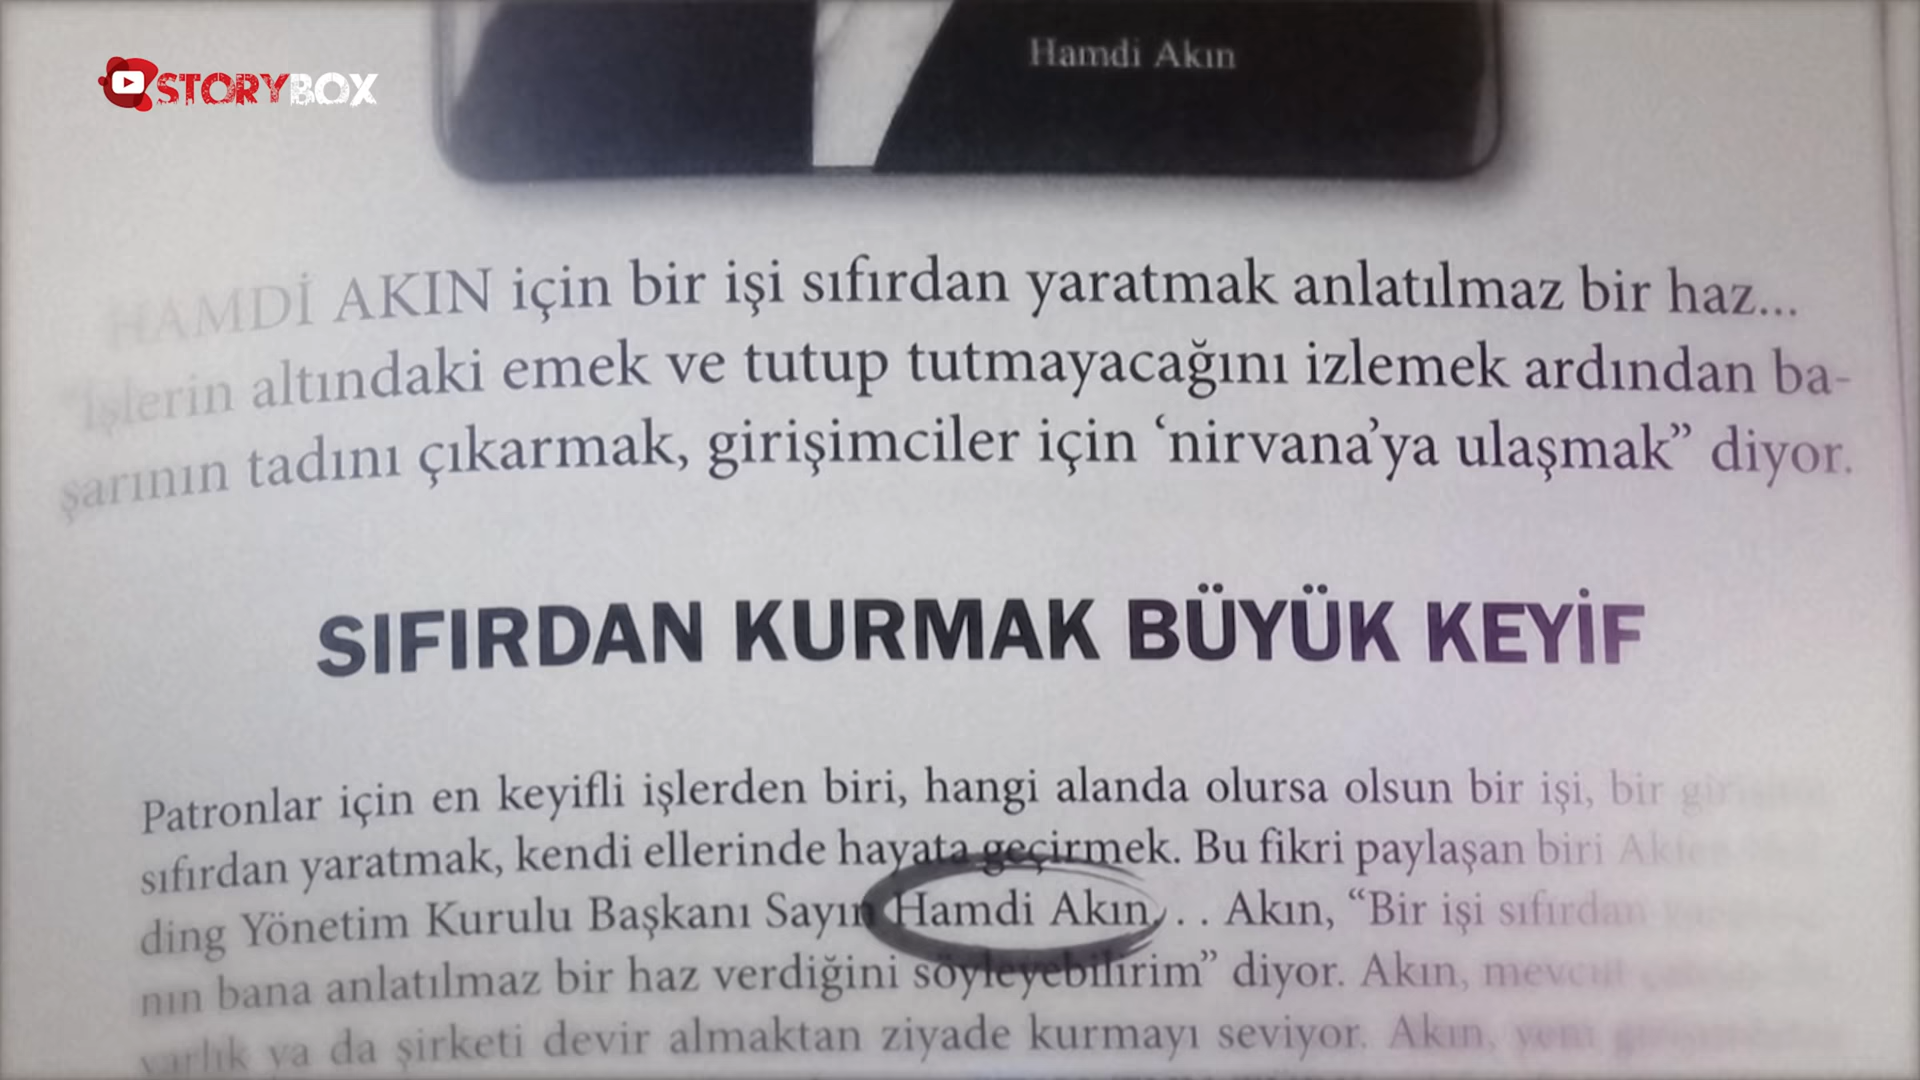 STORYBOX
Hamdi Akın
HAMDİ AKIN için bir işi sıfırdan yaratmak anlatılmaz bir haz...
“İşlerin altındaki emek ve tutup tutmayacağını izlemek ardından ba-
şarının tadını çıkarmak, girişimciler için ‘nirvana’ya ulaşmak” diyor.
SIFIRDAN KURMAK BÜYÜK KEYİF
Patronlar için en keyifli işlerden biri, hangi alanda olursa olsun bir işi, bir
sıfırdan yaratmak, kendi ellerinde hayata geçirmek. Bu fikri paylaşan biri
ding Yönetim Kurulu Başkanı Sayın Hamdi Akın... Akın, “Bir işi sıfırdan
nın bana anlatılmaz bir haz verdiğini söyleyebilirim” diyor. Akın, mevcut
varlık ya da şirketi devir almaktan ziyade kurmayı seviyor. Akın, yeni